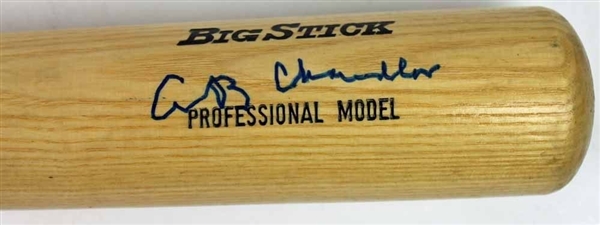 BIG STICK
A B Chandler
PROFESSIONAL MODEL